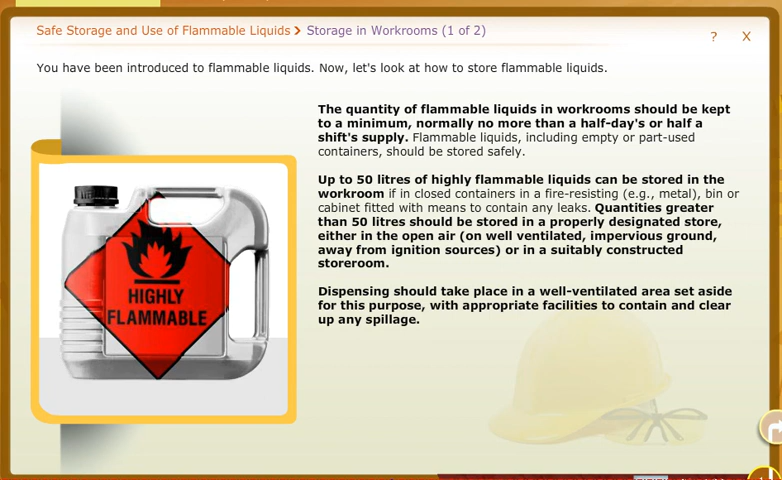 Safe Storage and Use of Flammable Liquids > Storage in Workrooms (1 of 2)
? X
You have been introduced to flammable liquids. Now, let's look at how to store flammable liquids.
The quantity of flammable liquids in workrooms should be kept
to a minimum, normally no more than a half-day's or half a
shift's supply. Flammable liquids, including empty or part-used
containers, should be stored safely.
Up to 50 litres of highly flammable liquids can be stored in the
workroom if in closed containers in a fire-resisting (e.g., metal), bin or
cabinet fitted with means to contain any leaks. Quantities greater
than 50 litres should be stored in a properly designated store,
either in the open air (on well ventilated, impervious ground,
away from ignition sources) or in a suitably constructed
storeroom.
Dispensing should take place in a well-ventilated area set aside
for this purpose, with appropriate facilities to contain and clear
up any spillage.
HIGHLY
FLAMMABLE